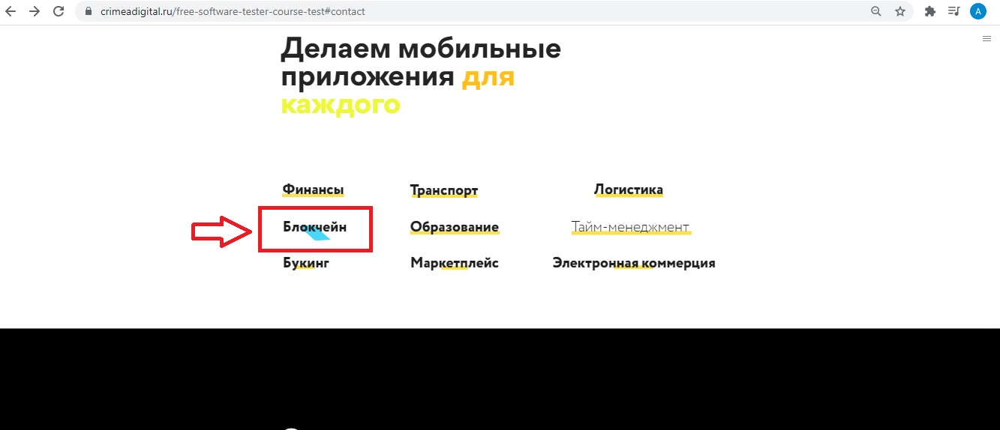 crimeadigital.ru/free-software-tester-course-test#contact
A
Делаем мобильные
приложения для
каждого
Финансы Транспорт Логистика
Блокчейн Образование Тайм-менеджмент
Букинг Маркетплейс Электронная коммерция